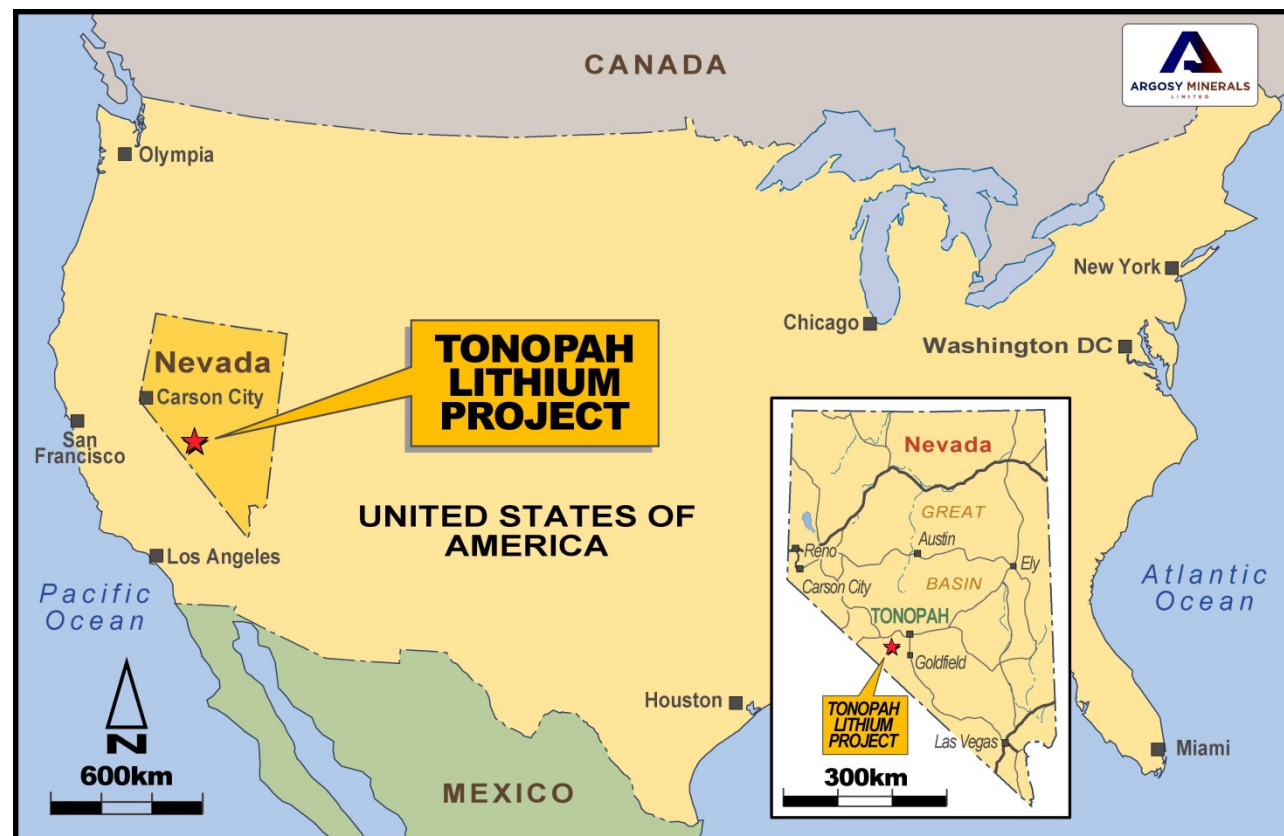 CANADA
ARGOSY MINERALS
LIMITED
Olympia
New York
Chicago
Washington DC
Nevada
Carson City
TONOPAH
LITHIUM
PROJECT
San
Francisco
UNITED STATES OF
AMERICA
Los Angeles
Pacific
Ocean
Atlantic
Ocean
Nevada
GREAT
Austin
Reno
Ely
Carson City
BASIN
TONOPAH
Goldfield
TONOPAH
LITHIUM
PROJECT
Las Vegas
300km
Houston
Miami
N
600km
MEXICO